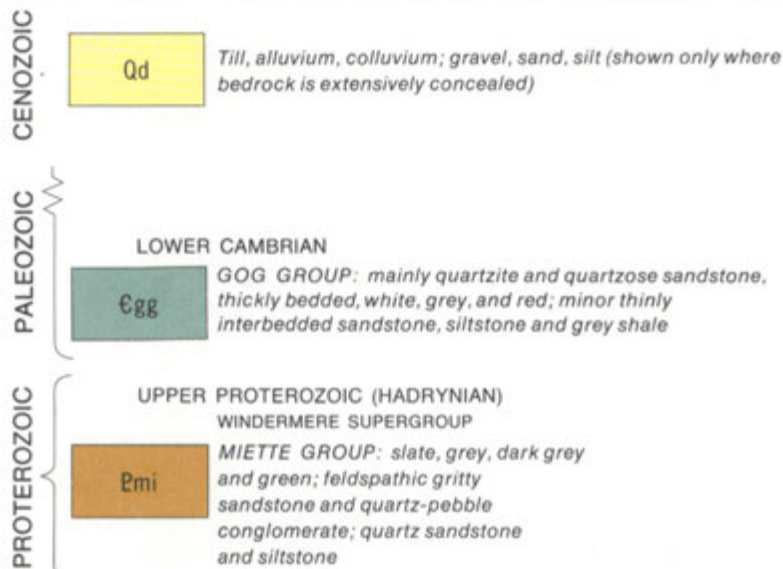 CENOZOIC
Qd
Till, alluvium, colluvium; gravel, sand, silt (shown only where
bedrock is extensively concealed)
PALEOZOIC
LOWER CAMBRIAN
Ꞓgg
GOG GROUP: mainly quartzite and quartzose sandstone,
thickly bedded, white, grey, and red; minor thinly
interbedded sandstone, siltstone and grey shale
PROTEROZOIC
UPPER PROTEROZOIC (HADRYNIAN)
WINDERMERE SUPERGROUP
Ҏmi
MIETTE GROUP: slate, grey, dark grey
and green; feldspathic gritty
sandstone and quartz-pebble
conglomerate; quartz sandstone
and siltstone